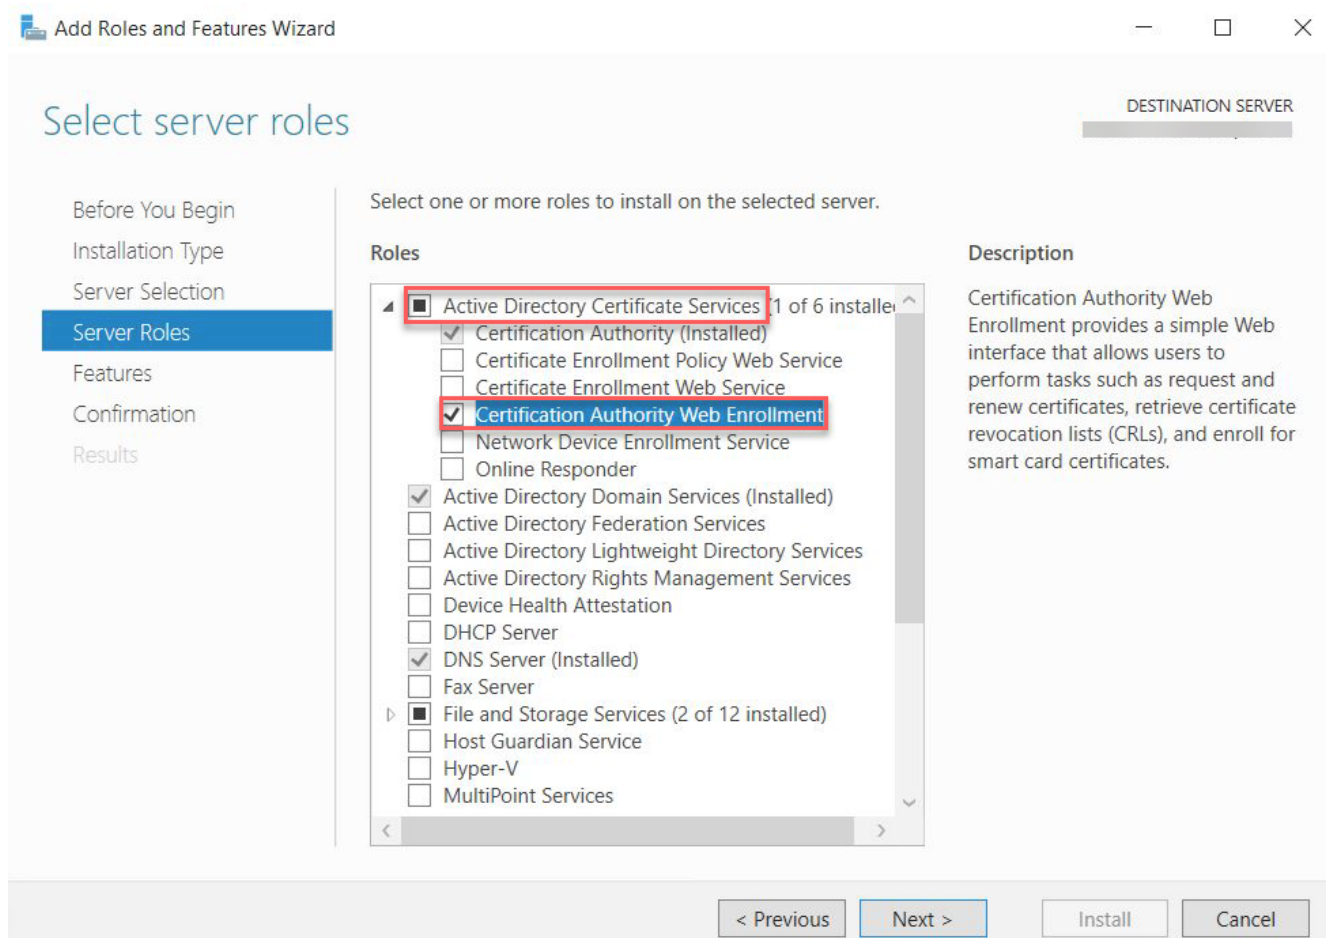 Add Roles and Features Wizard
Select server roles
DESTINATION SERVER
Before You Begin
Installation Type
Server Selection
Server Roles
Features
Confirmation
Results
Select one or more roles to install on the selected server.
Roles
Active Directory Certificate Services (1 of 6 installe
Certification Authority (Installed)
Certificate Enrollment Policy Web Service
Certificate Enrollment Web Service
Certification Authority Web Enrollment
Network Device Enrollment Service
Online Responder
Active Directory Domain Services (Installed)
Active Directory Federation Services
Active Directory Lightweight Directory Services
Active Directory Rights Management Services
Device Health Attestation
DHCP Server
DNS Server (Installed)
Fax Server
File and Storage Services (2 of 12 installed)
Host Guardian Service
Hyper-V
MultiPoint Services
Description
Certification Authority Web
Enrollment provides a simple Web
interface that allows users to
perform tasks such as request and
renew certificates, retrieve certificate
revocation lists (CRLs), and enroll for
smart card certificates.
< Previous
Next >
Install
Cancel